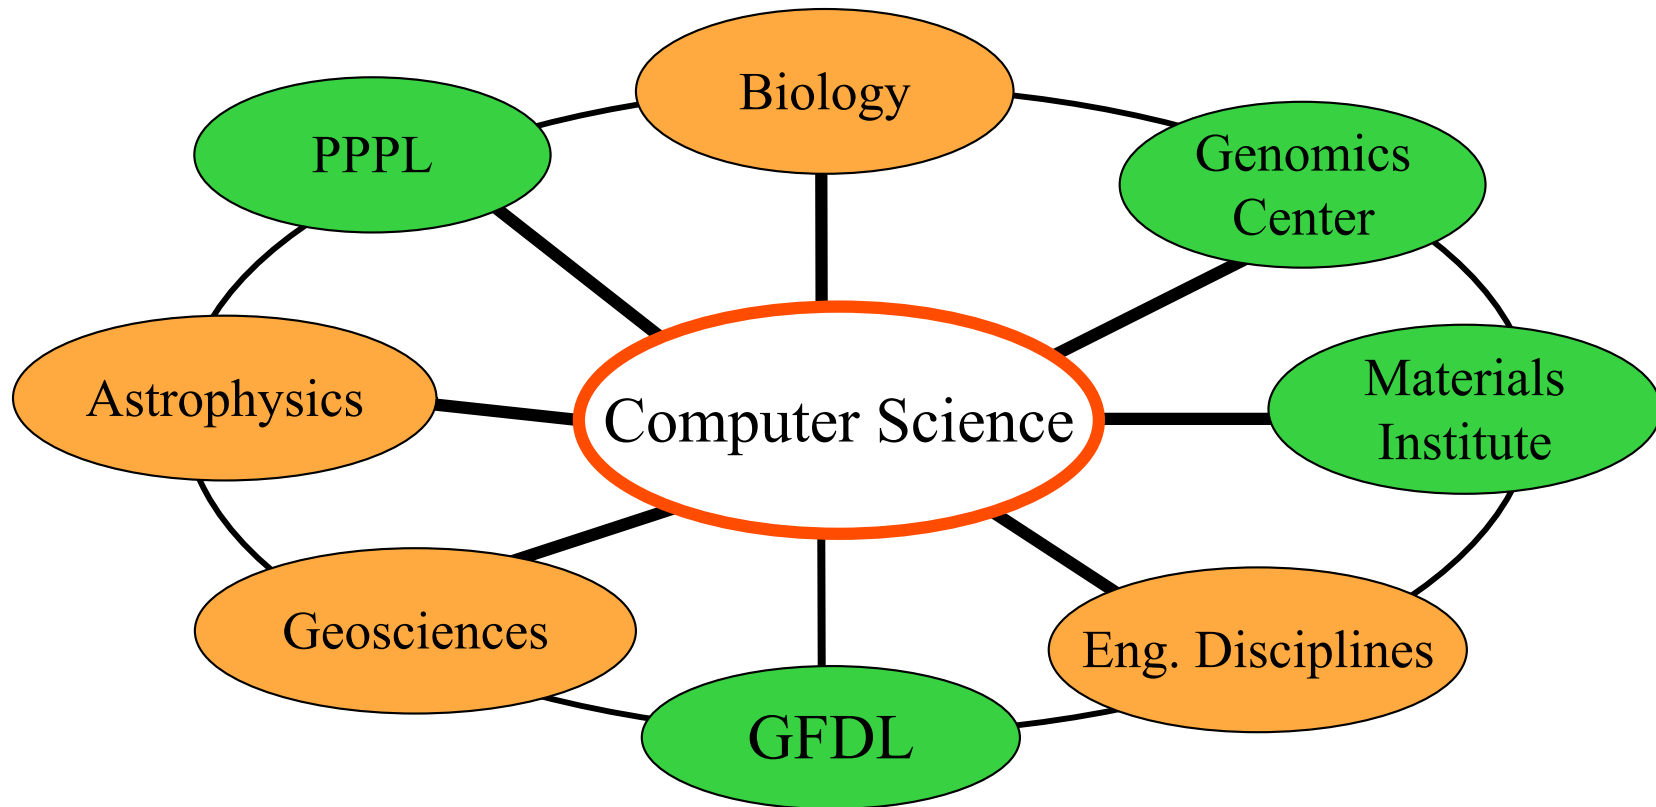 Biology
PPPL
Genomics
Center
Astrophysics
Computer Science
Materials
Institute
Geosciences
Eng. Disciplines
GFDL